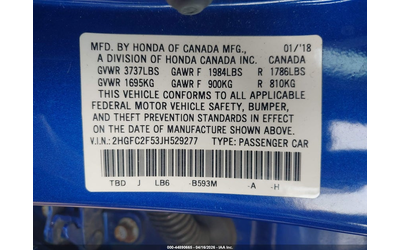 MFD. BY HONDA OF CANADA MFG., 01/'18
A DIVISION OF HONDA CANADA INC. CANADA
GVWR 3737LBS GAWR F 1984LBS R 1786LBS
GVWR 1695KG GAWR F 900KG R 810KG
THIS VEHICLE CONFORMS TO ALL APPLICABLE
FEDERAL MOTOR VEHICLE SAFETY, BUMPER,
AND THEFT PREVENTION STANDARDS IN EFFECT
ON THE DATE OF MANUFACTURE SHOWN ABOVE.
V.I.N.: 2HGFC2F53JH529277 TYPE: PASSENGER CAR
TBD J LB6 -B593M -A -H